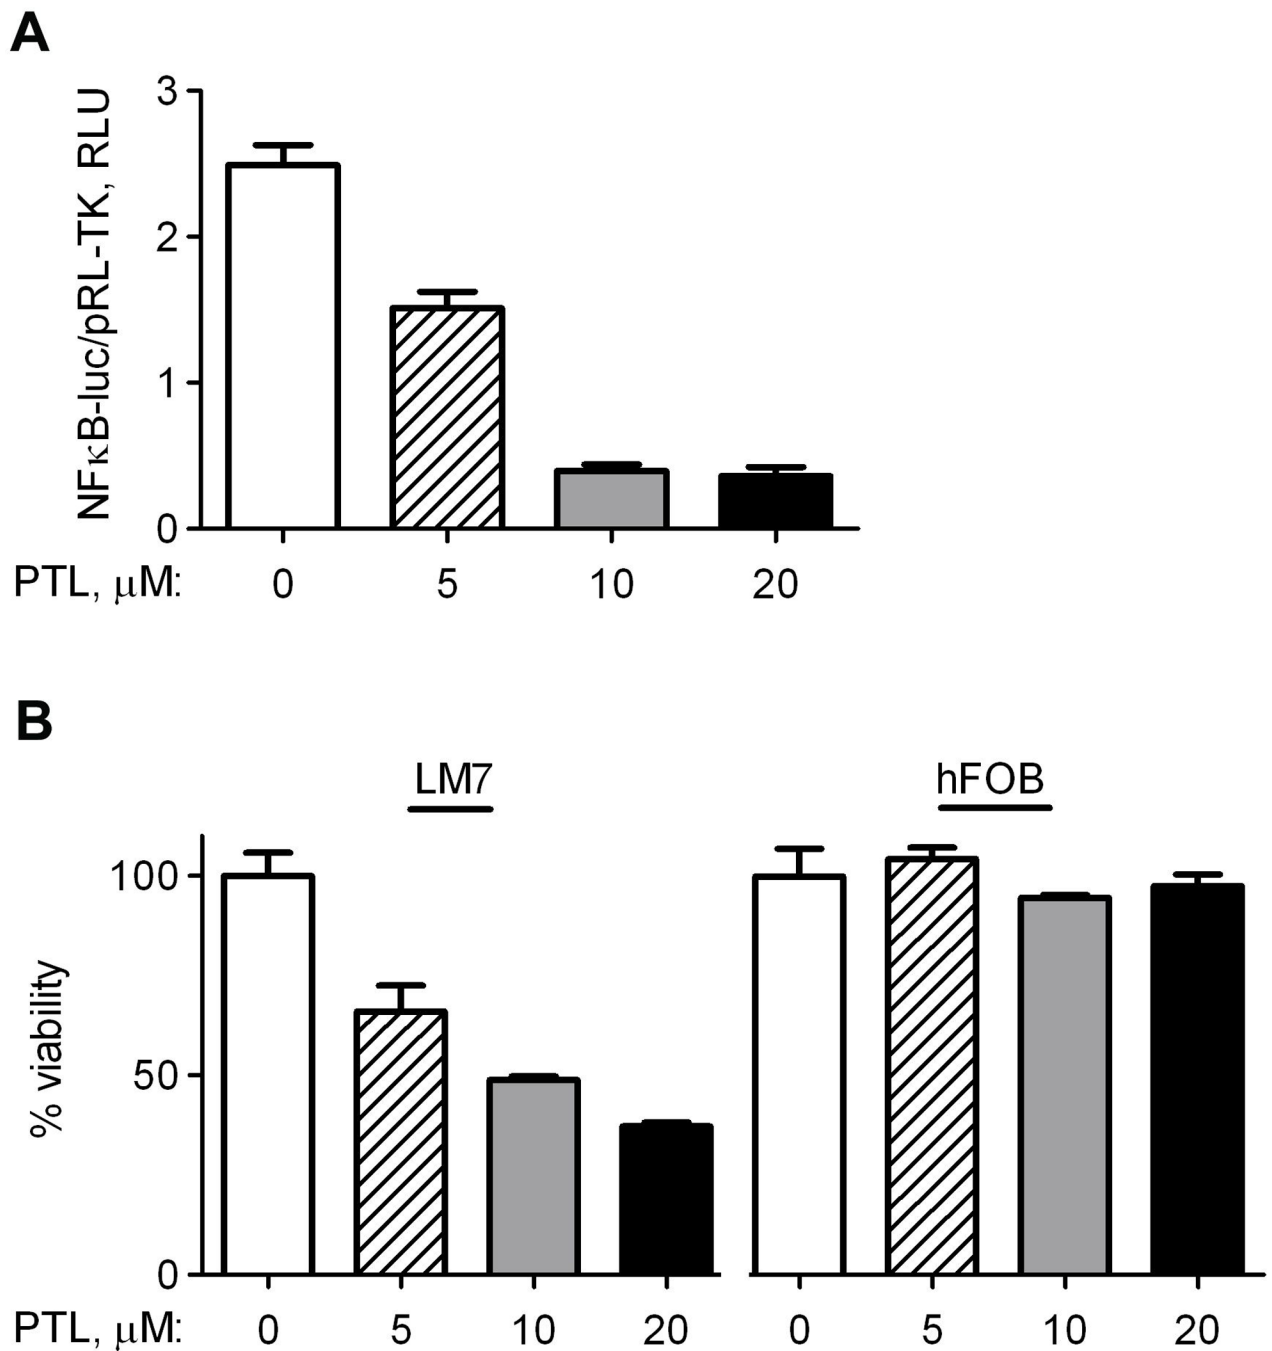 A
NFκB-luc/pRL-TK, RLU
3
2
1
0
PTL, μM: 0 5 10 20
B
LM7 hFOB
% viability
100
50
0
PTL, μM: 0 5 10 20 0 5 10 20